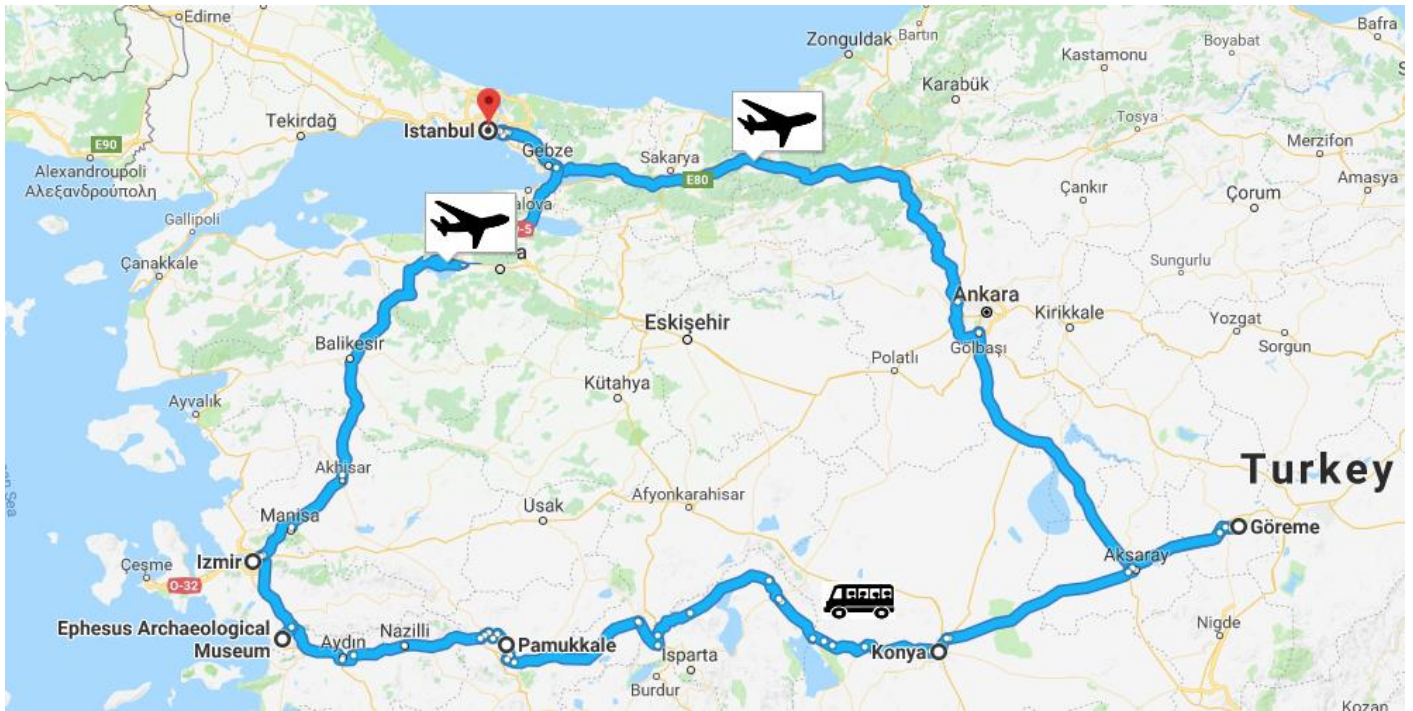 Edirne
Zonguldak
Bartın
Boyabat
Bafra
Kastamonu
Karabük
Tekirdağ
Istanbul
E90
Alexandroupoli
Αλεξανδρούπολη
Gebze
Sakarya
E80
Tosya
Merzifon
Amasya
Çankır
Çorum
Gallipoli
Çanakkale
Sungurlu
Ankara
Kirikkale
Yozgat
Sorgun
Eskişehir
Balikesir
Polatlı
Gölbaşı
Kütahya
Ayvalık
Akhisar
Turkey
Afyonkarahisar
Usak
Manisa
Göreme
Izmir
Çeşme
O-32
Aksaray
Ephesus Archaeological
Museum
Aydın
Nazilli
Pamukkale
Isparta
Burdur
Konya
Niğde
Kozan